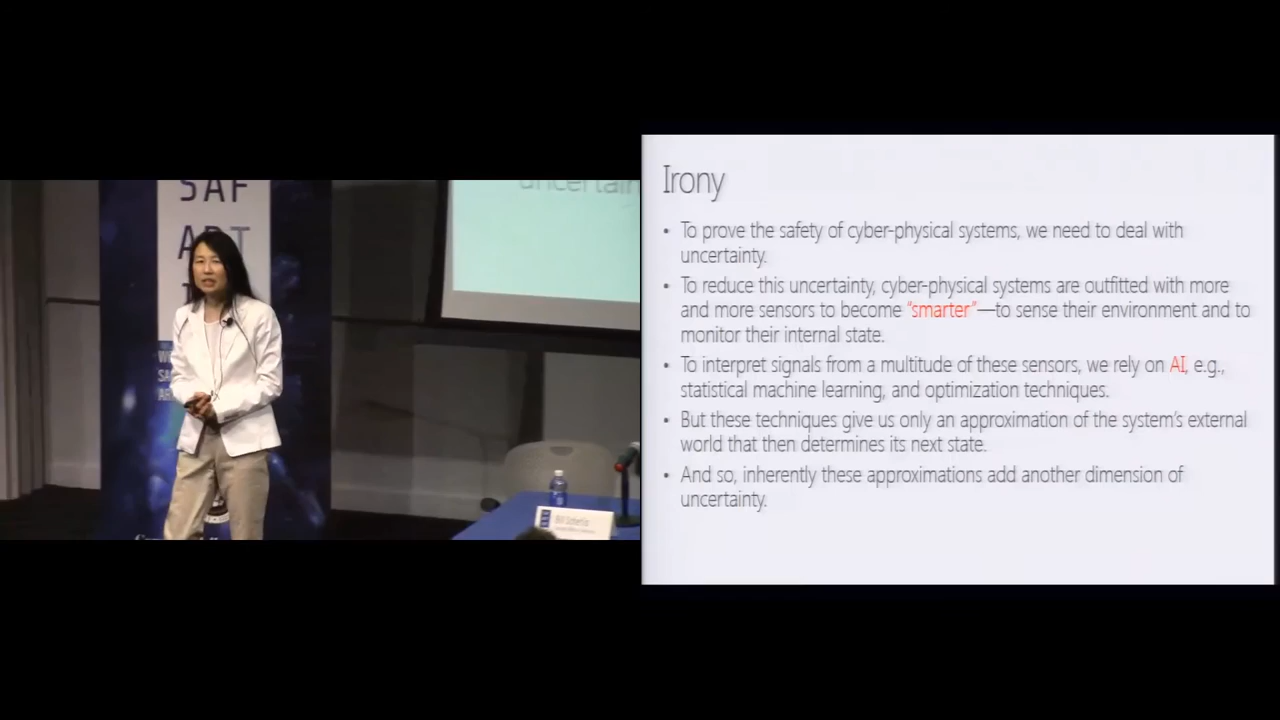 SAF
ART
uncertain
WO
SA
AR
Irony
• To prove the safety of cyber-physical systems, we need to deal with
uncertainty.
• To reduce this uncertainty, cyber-physical systems are outfitted with more
and more sensors to become "smarter"—to sense their environment and to
monitor their internal state.
• To interpret signals from a multitude of these sensors, we rely on AI, e.g.,
statistical machine learning, and optimization techniques.
• But these techniques give us only an approximation of the system's external
world that then determines its next state.
• And so, inherently these approximations add another dimension of
uncertainty.